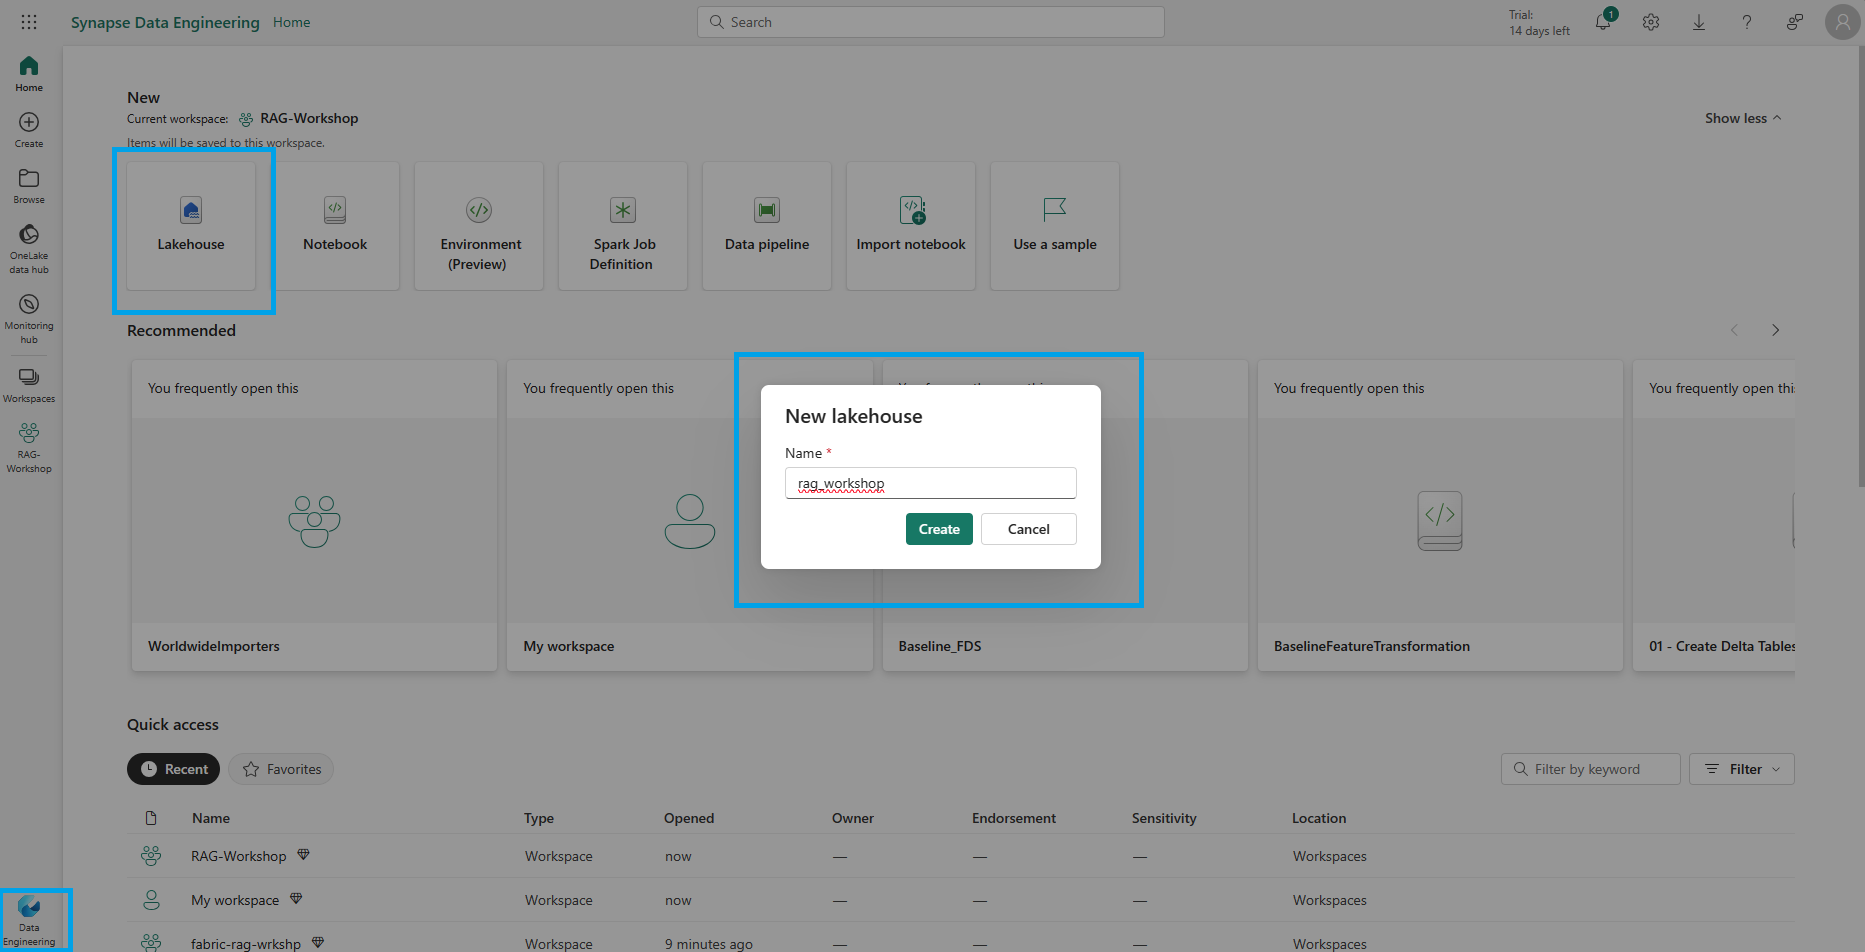 Synapse Data Engineering Home
Search
Trial:
14 days left
1
Home
Create
Browse
OneLake
data hub
Monitoring
hub
Workspaces
RAG-
Workshop
Data
Engineering
New
Current workspace: RAG-Workshop
Items will be saved to this workspace.
Show less
Lakehouse
Notebook
Environment
(Preview)
Spark Job
Definition
Data pipeline
Import notebook
Use a sample
Recommended
You frequently open this
You frequently open this
You frequently open this
You frequently open this
New lakehouse
Name *
rag_workshop
Create
Cancel
WorldwideImporters
My workspace
Baseline_FDS
BaselineFeatureTransformation
01 - Create Delta Tables
Quick access
Recent
Favorites
Filter by keyword
Filter
Name Type Opened Owner Endorsement Sensitivity Location
RAG-Workshop Workspace now — — — Workspaces
My workspace Workspace now — — — Workspaces
fabric-rag-wrkshp Workspace 9 minutes ago — — — Workspaces